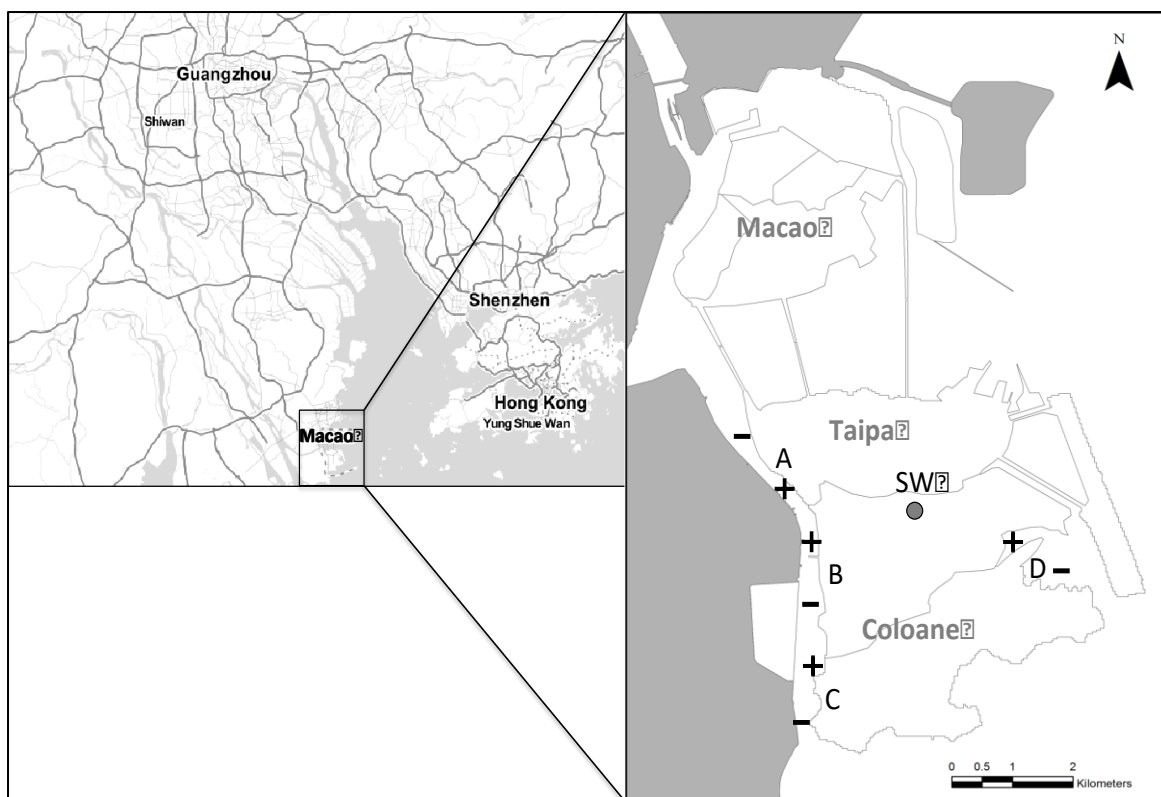 Guangzhou
Shiwan
Shenzhen
Hong Kong
Yung Shue Wan
Macao⍰
N
Macao⍰
Taipa⍰
A
SW⍰
B
D
Coloane⍰
C
0 0.5 1 2
Kilometers